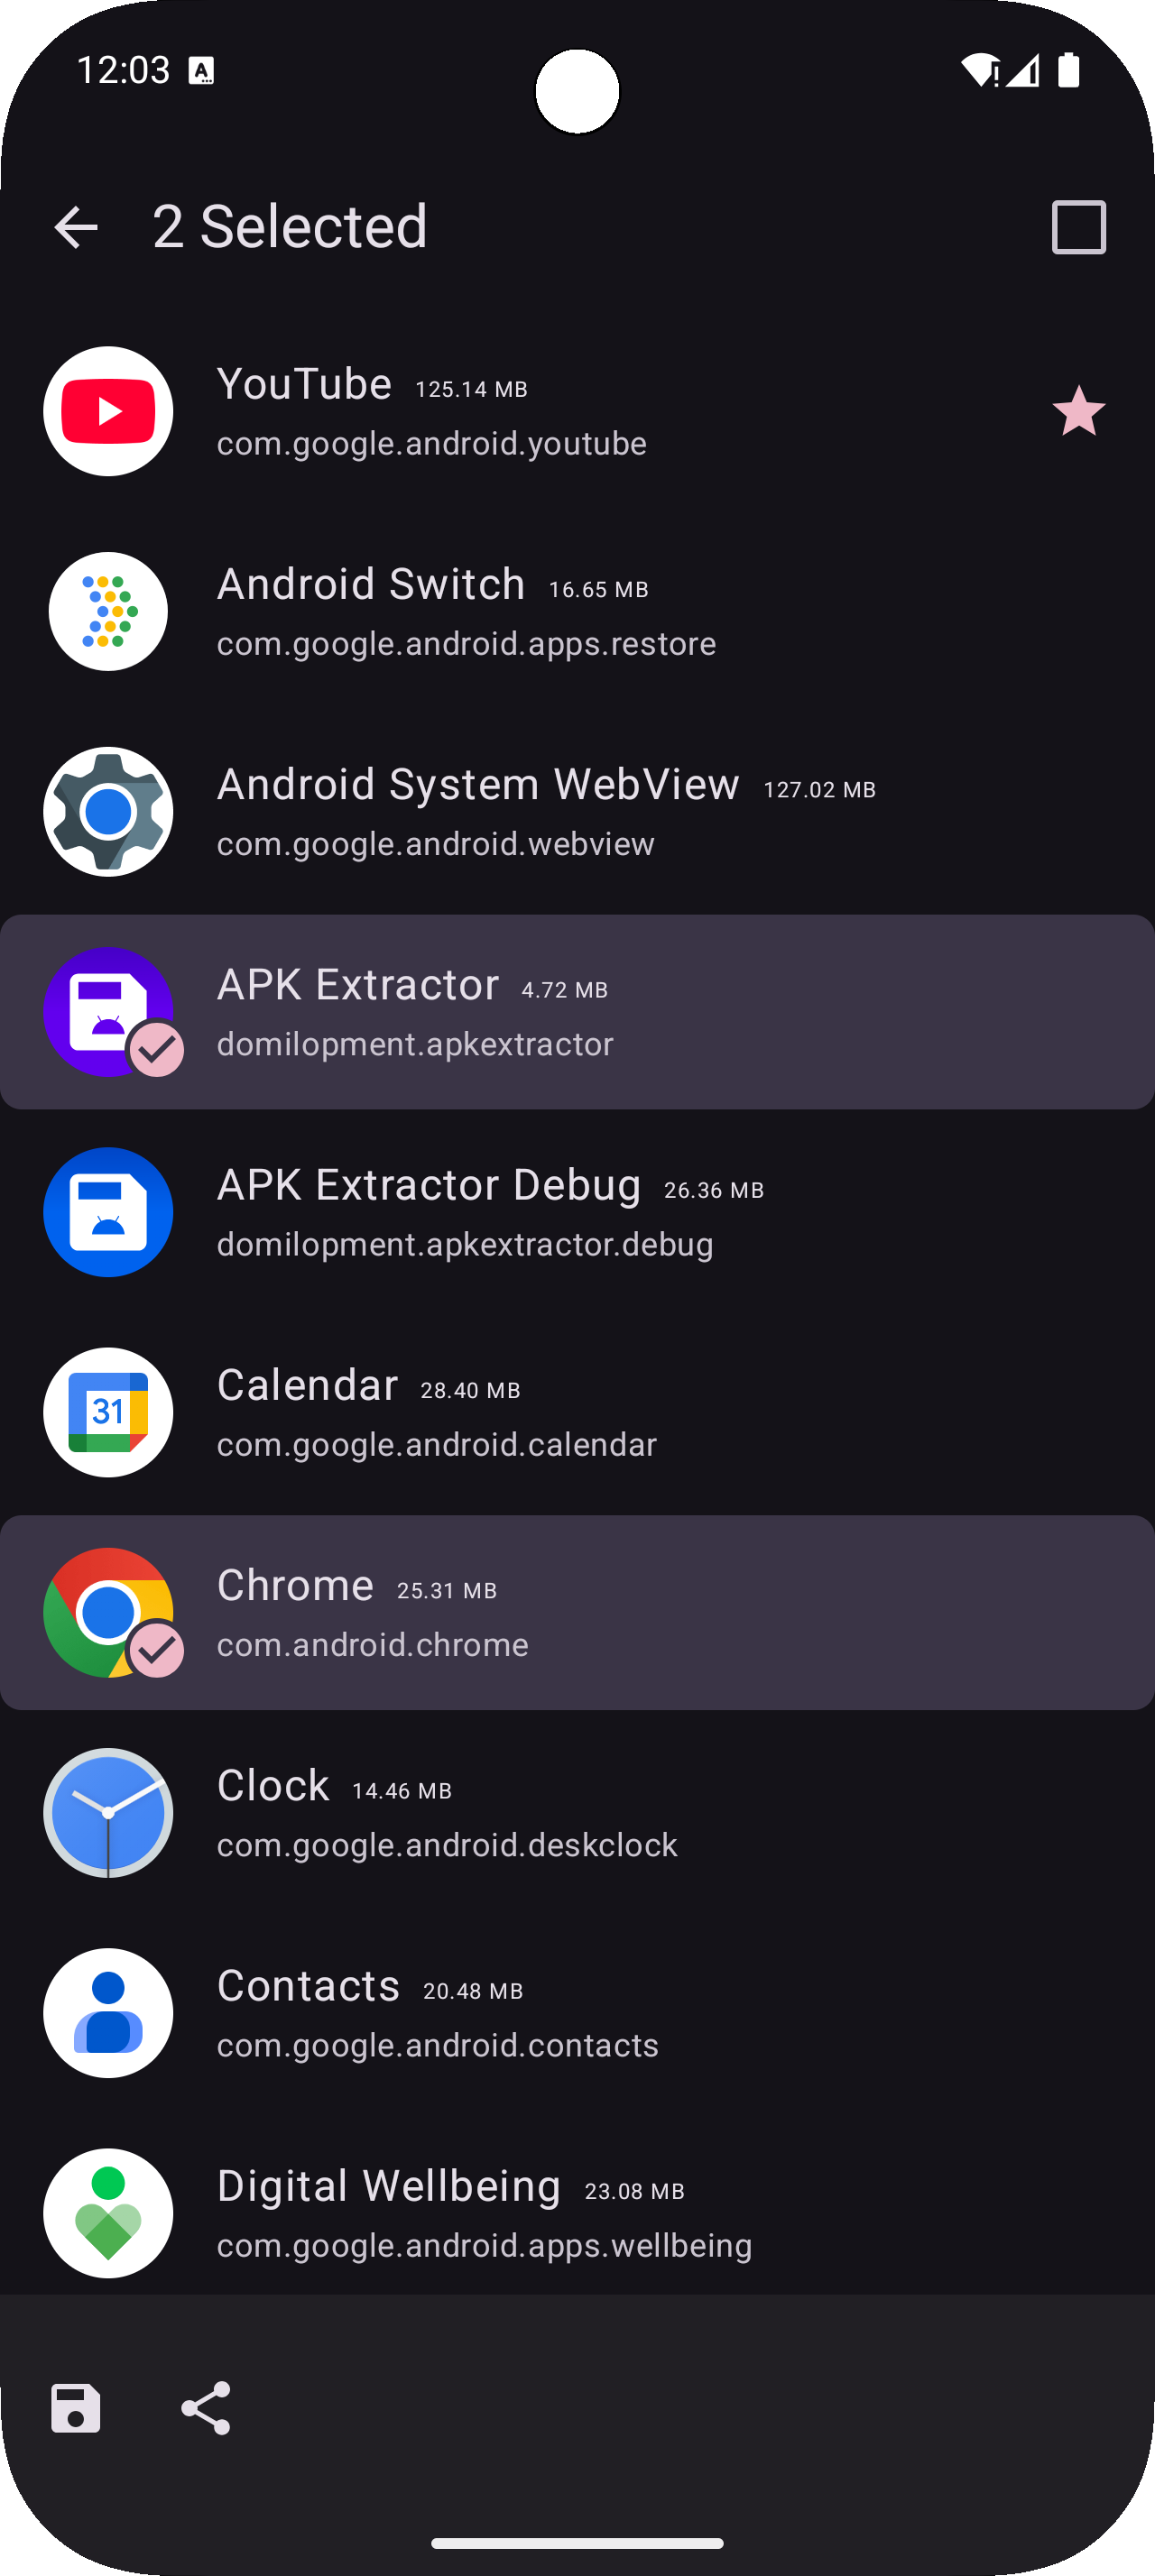 12:03 A
2 Selected
YouTube 125.14 MB
com.google.android.youtube
Android Switch 16.65 MB
com.google.android.apps.restore
Android System WebView 127.02 MB
com.google.android.webview
APK Extractor 4.72 MB
domilopment.apkextractor
APK Extractor Debug 26.36 MB
domilopment.apkextractor.debug
31
Calendar 28.40 MB
com.google.android.calendar
Chrome 25.31 MB
com.android.chrome
Clock 14.46 MB
com.google.android.deskclock
Contacts 20.48 MB
com.google.android.contacts
Digital Wellbeing 23.08 MB
com.google.android.apps.wellbeing